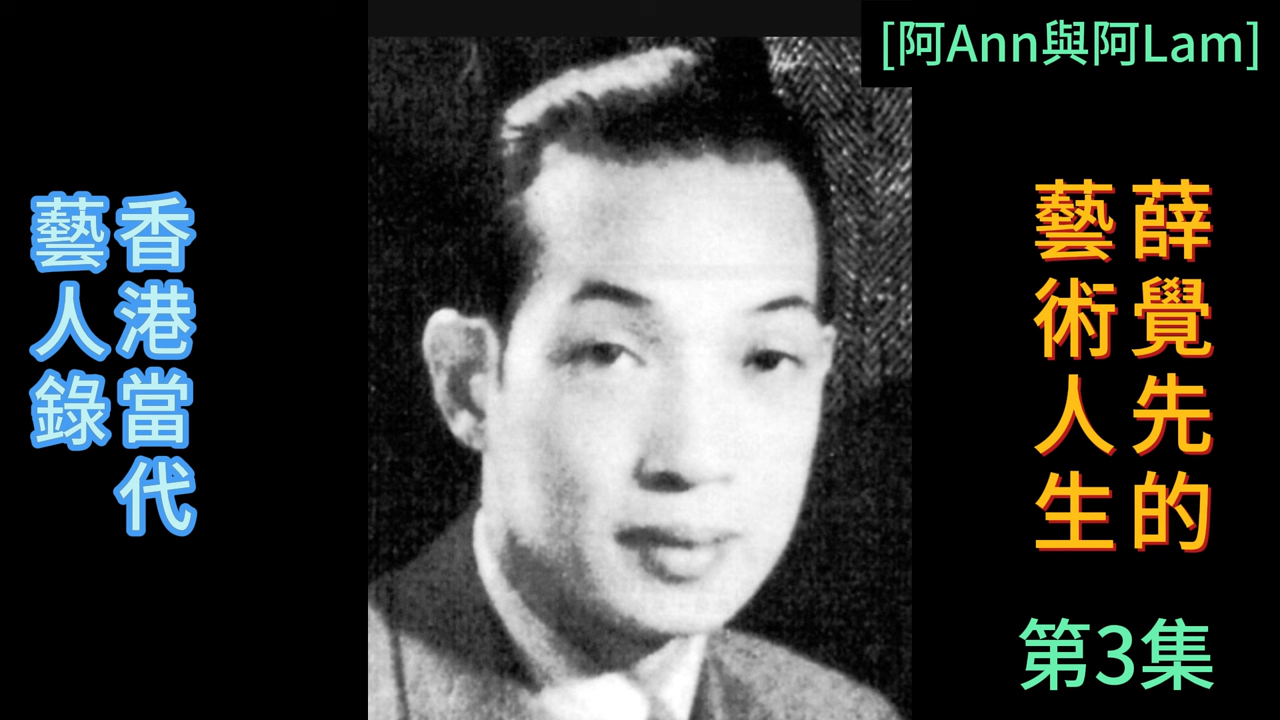 [阿Ann與阿Lam]
香港當代
藝人錄
薛覺先的
藝術人生
第3集